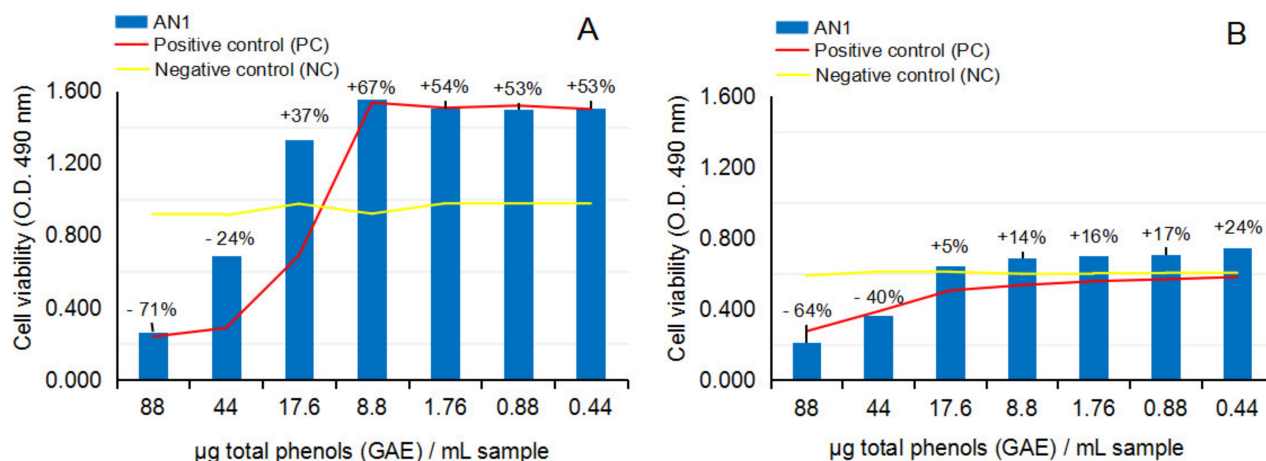 AN1
Positive control (PC)
Negative control (NC)
A
Cell viability (O.D. 490 nm)
1.600
1.200
0.800
0.400
0.000
- 71%
- 24%
+37%
+67%
+54%
+53%
+53%
88 44 17.6 8.8 1.76 0.88 0.44
µg total phenols (GAE) / mL sample
AN1
Positive control (PC)
Negative control (NC)
B
Cell viability (O.D. 490 nm)
1.600
1.200
0.800
0.400
0.000
- 64%
- 40%
+5%
+14%
+16%
+17%
+24%
88 44 17.6 8.8 1.76 0.88 0.44
µg total phenols (GAE) / mL sample